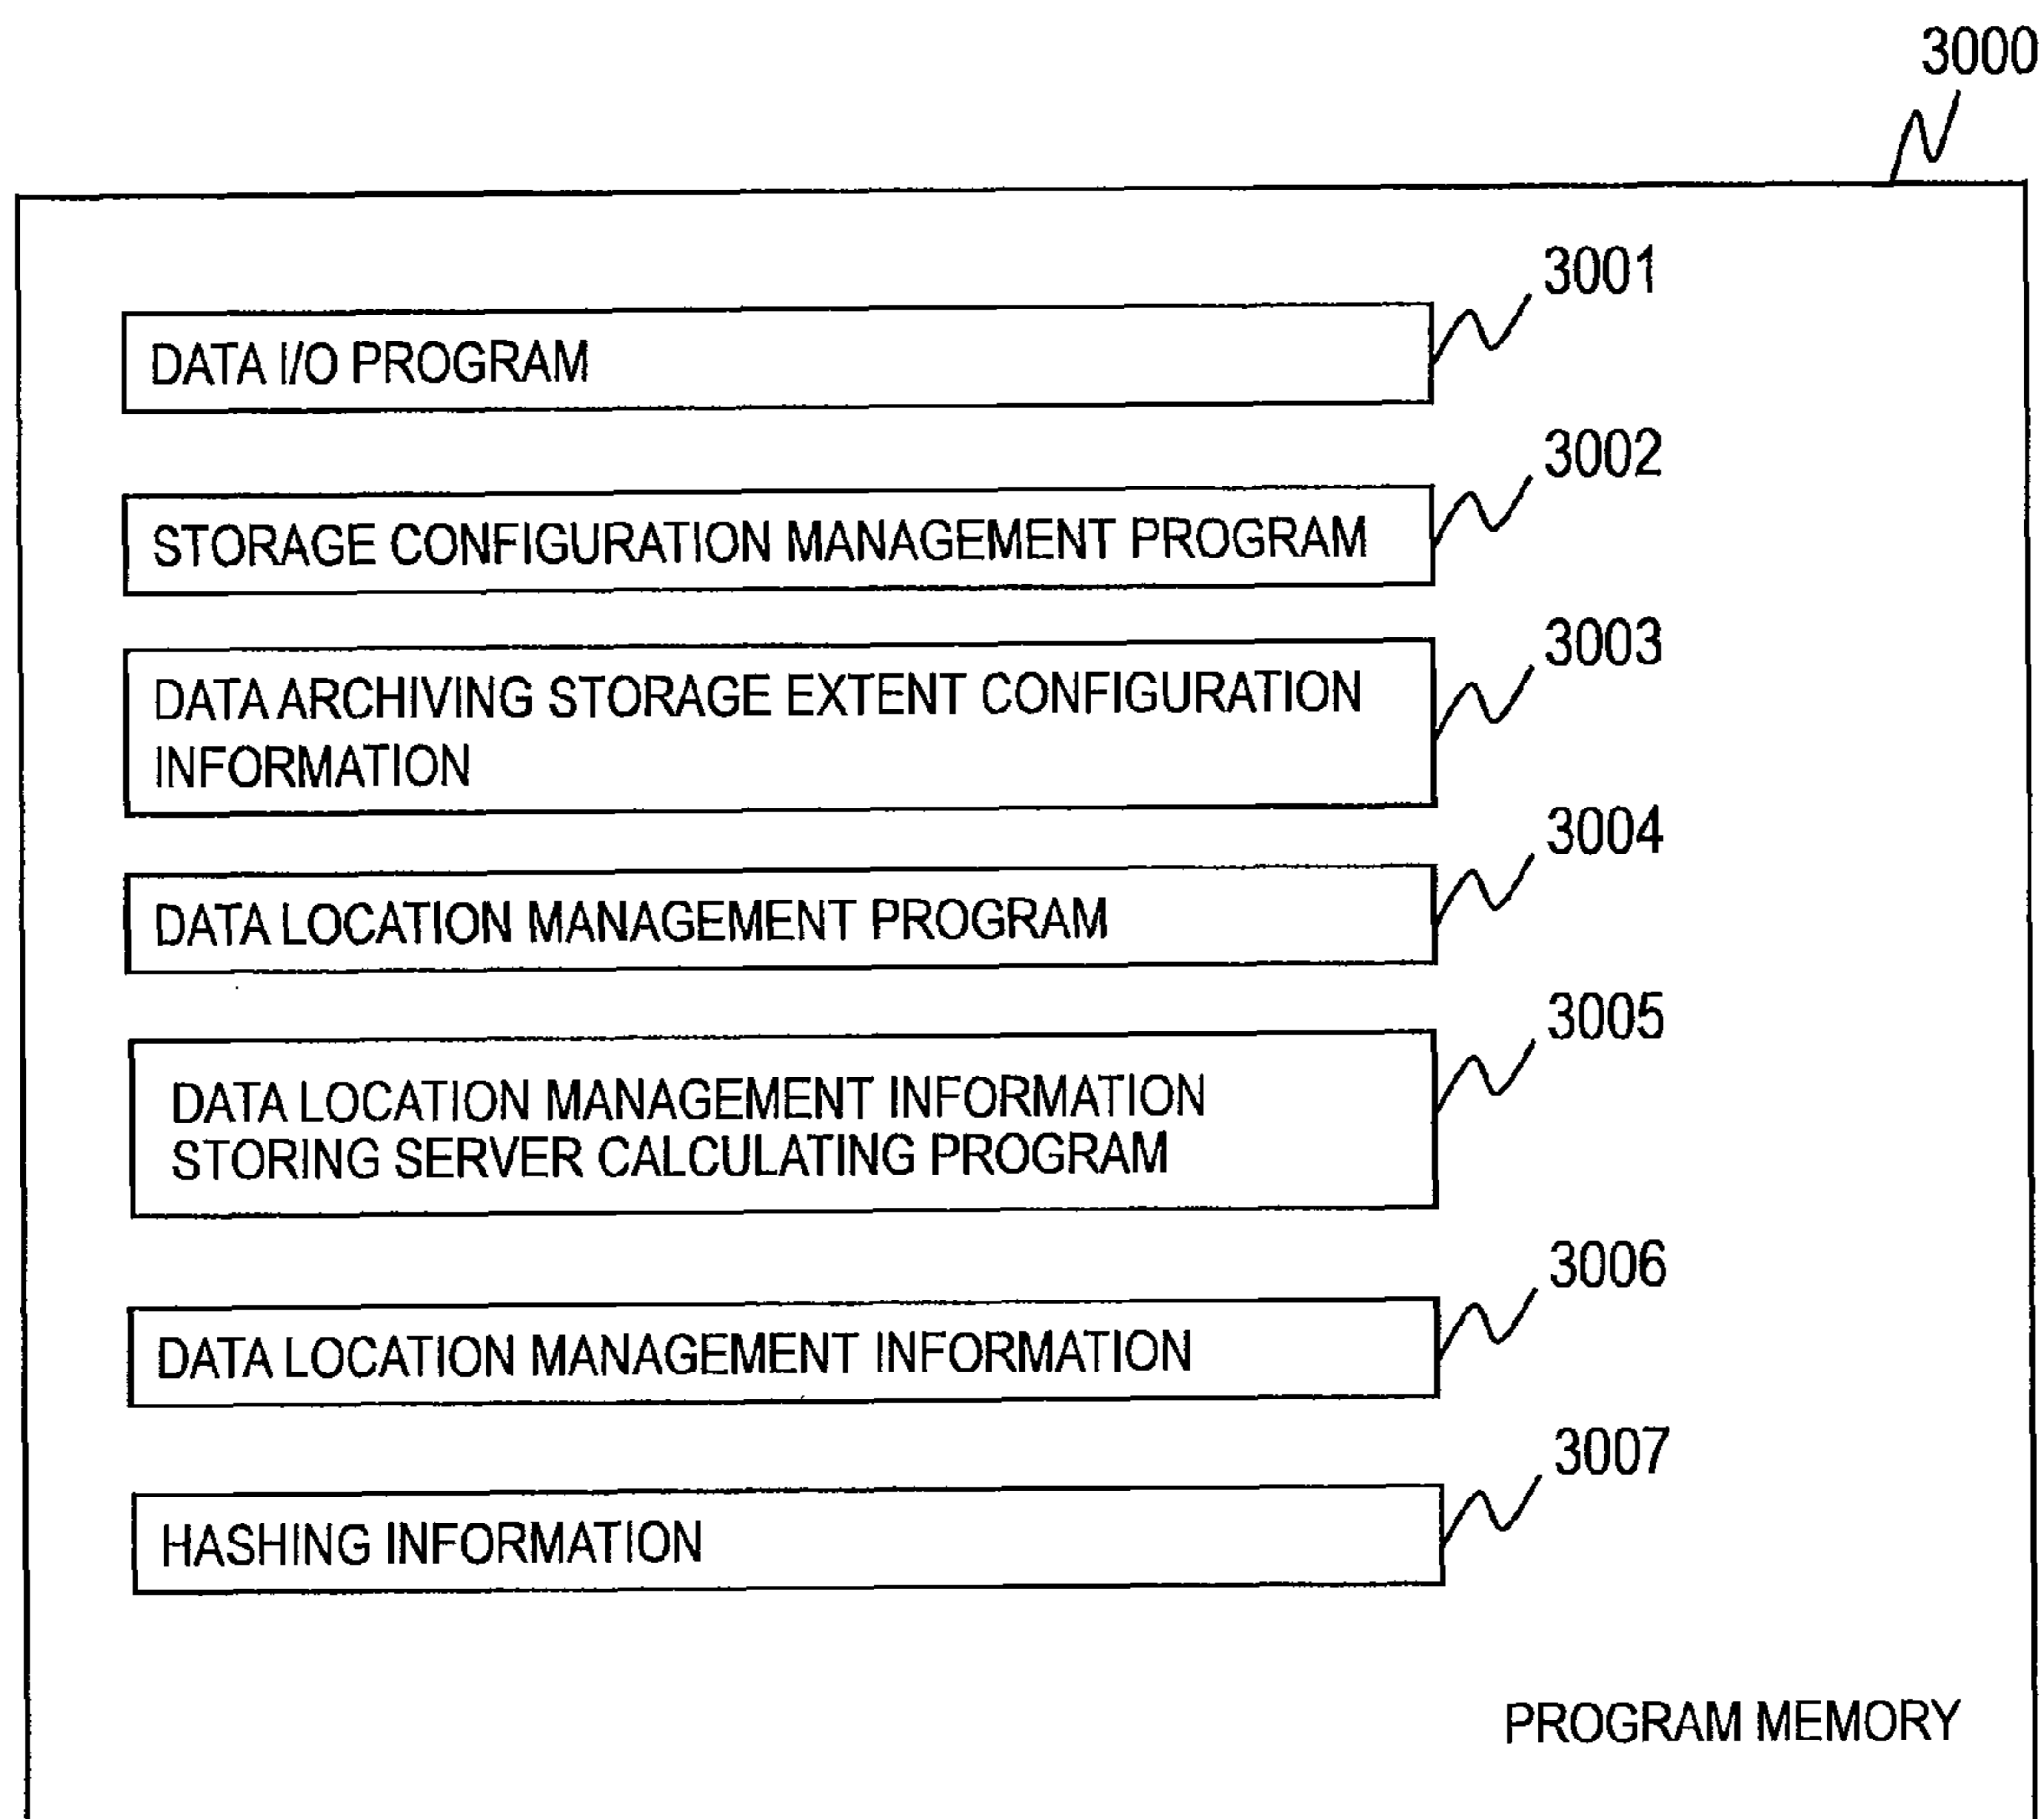 3000
3001
DATA I/O PROGRAM
3002
STORAGE CONFIGURATION MANAGEMENT PROGRAM
3003
DATA ARCHIVING STORAGE EXTENT CONFIGURATION
INFORMATION
3004
DATA LOCATION MANAGEMENT PROGRAM
3005
DATA LOCATION MANAGEMENT INFORMATION
STORING SERVER CALCULATING PROGRAM
3006
DATA LOCATION MANAGEMENT INFORMATION
3007
HASHING INFORMATION
PROGRAM MEMORY